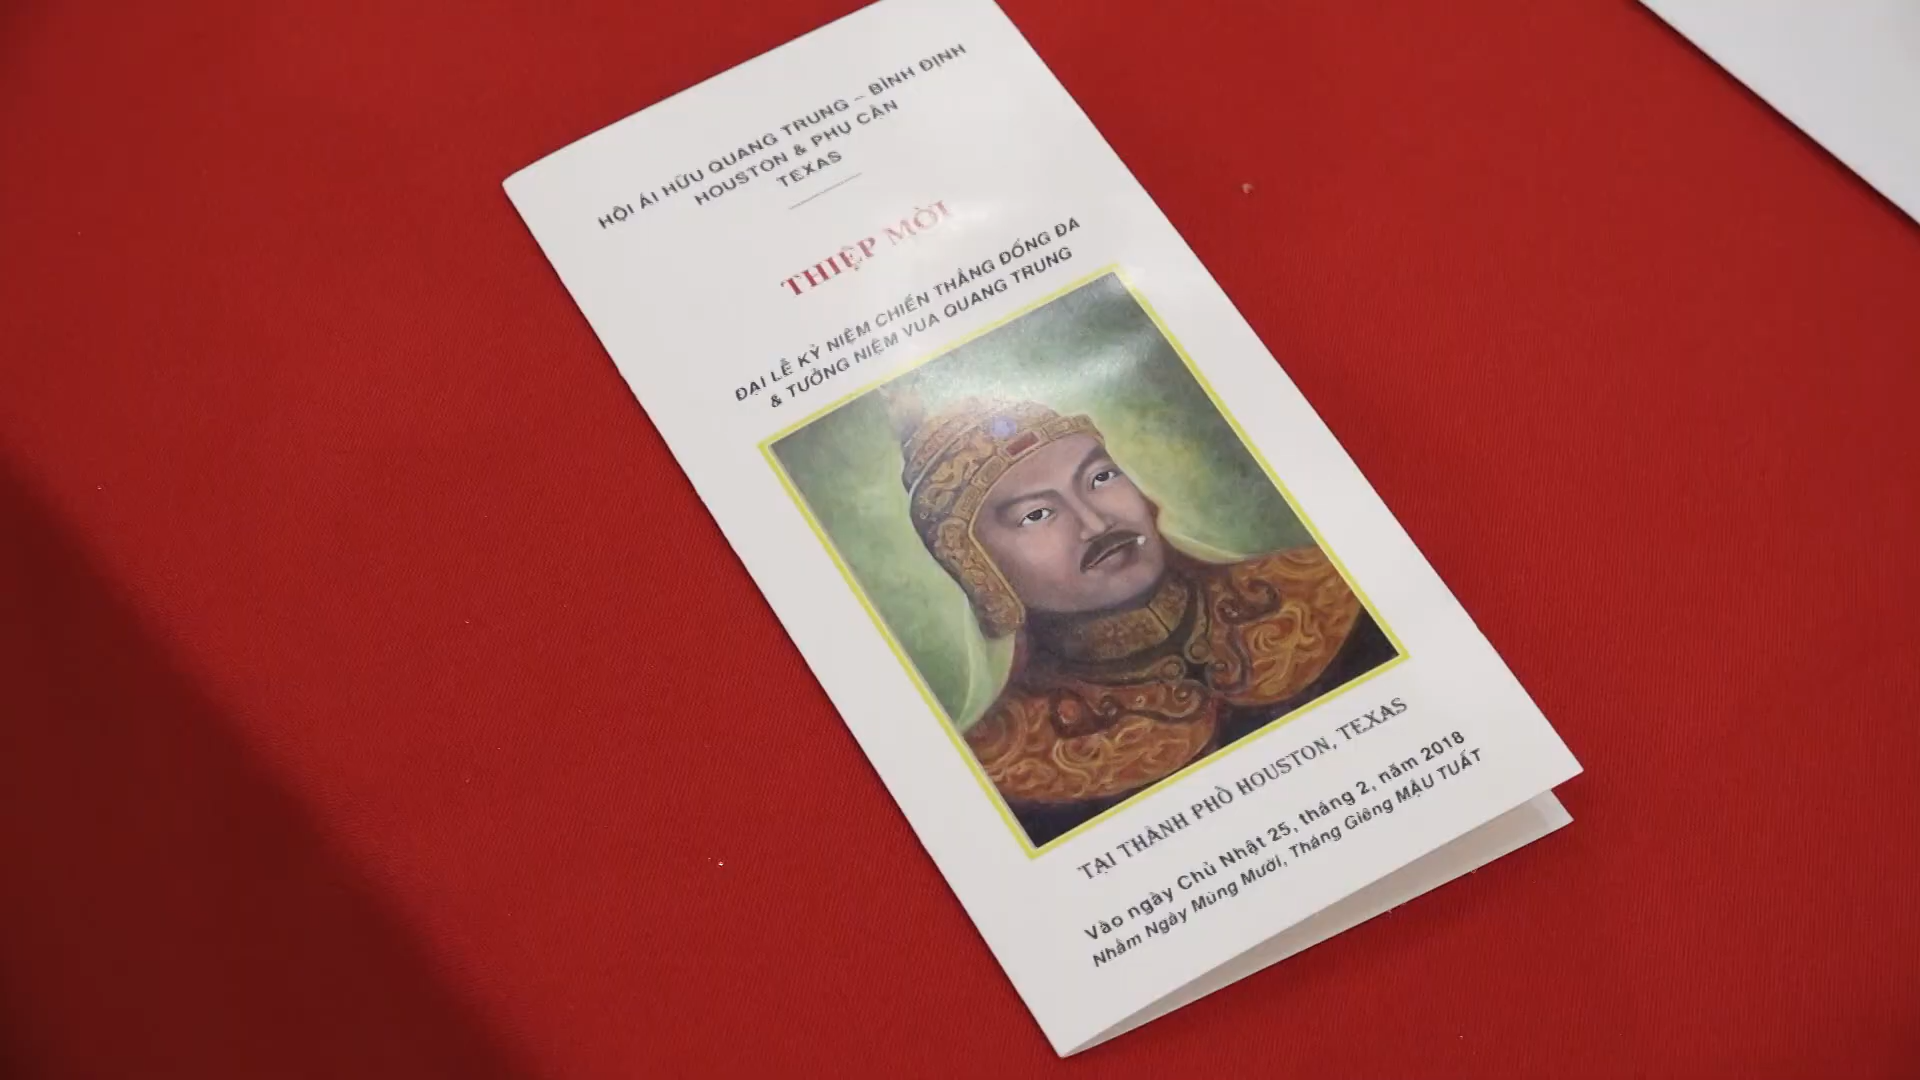 HỘI ÁI HỮU QUANG TRUNG – BÌNH ĐỊNH
HOUSTON & PHỤ CẬN
TEXAS
THIỆP MỜI
ĐẠI LỄ KỶ NIỆM CHIẾN THẮNG ĐỐNG ĐA
& TƯỞNG NIỆM VUA QUANG TRUNG
TẠI THÀNH PHỐ HOUSTON, TEXAS
Vào ngày Chủ Nhật 25, tháng 2, năm 2018
Nhằm Ngày Mùng Mười, Tháng Giêng MẬU TUẤT